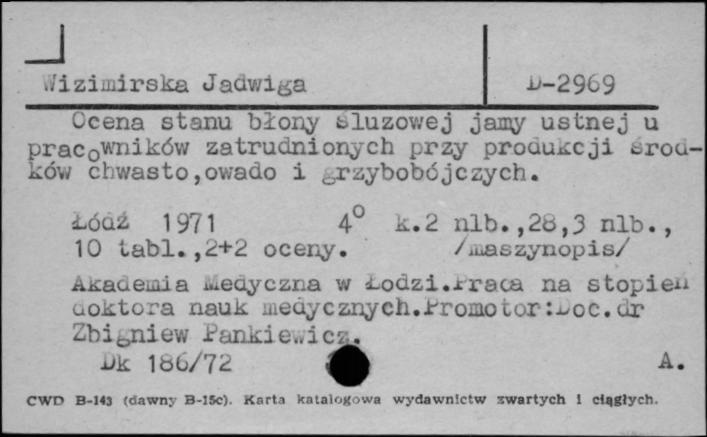 Wizimirska Jadwiga D-2969
Ocena stanu błony śluzowej jamy ustnej u
pracowników zatrudnionych przy produkcji środ-
ków chwasto,owado i grzybobójczych.
Łódź 1971 4° k.2 nlb.,28,3 nlb.,
10 tabl.,2+2 oceny. /maszynopis/
Akademia Medyczna w Łodzi.Praca na stopień
doktora nauk medycznych.Promotor:Doc.dr
Zbigniew Pankiewicz.
Dk 186/72 A.
CWD B-143 (dawny B-15c). Karta katalogowa wydawnictw zwartych i ciągłych.